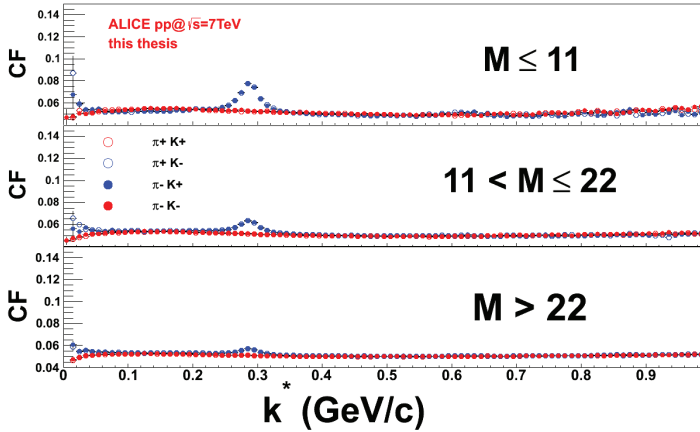 ALICE pp@√s=7TeV
this thesis
CF
0.14
0.12
0.1
0.08
0.06
M ≤ 11
CF
0.14
0.12
0.1
0.08
0.06
π+ K+
π+ K-
π- K+
π- K-
11 < M ≤ 22
CF
0.14
0.12
0.1
0.08
0.06
0.04
M > 22
0 0.1 0.2 0.3 0.4 0.5 0.6 0.7 0.8 0.9
k* (GeV/c)